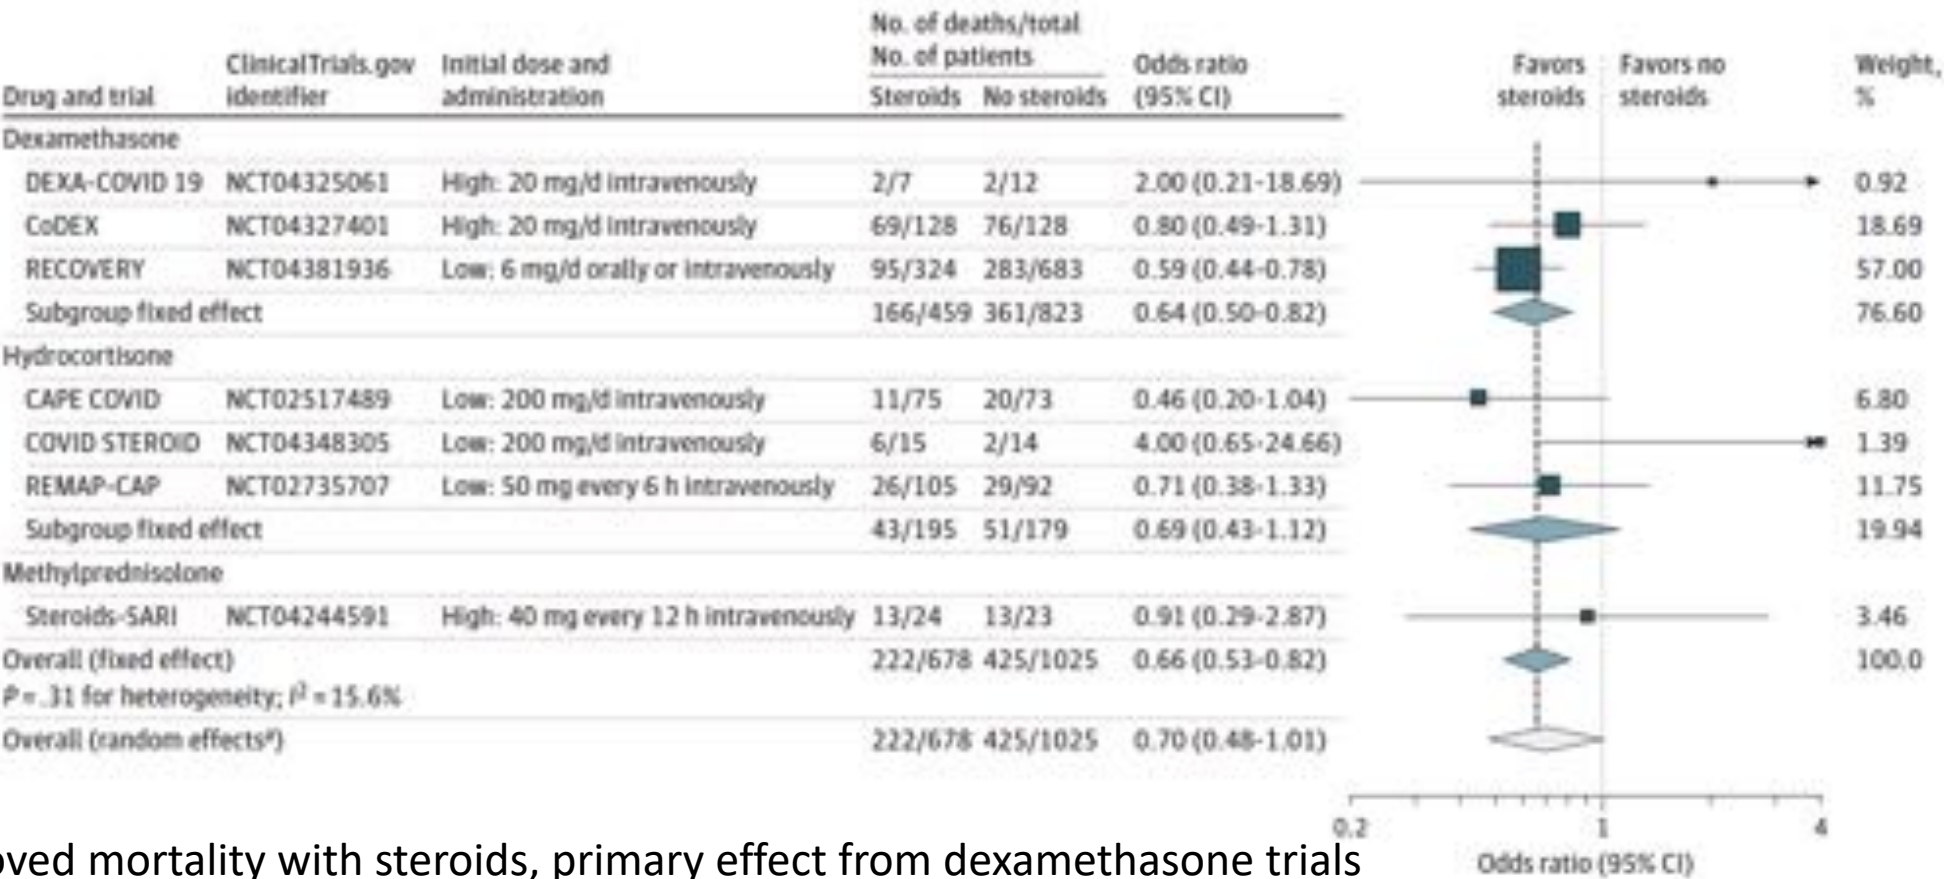 No. of deaths/total
No. of patients
ClinicalTrials.gov Initial dose and Odds ratio Favors Favors no Weight,
Drug and trial identifier administration Steroids No steroids (95% CI) steroids steroids %
Dexamethasone
DEXA-COVID 19 NCT04325061 High: 20 mg/d intravenously 2/7 2/12 2.00 (0.21-18.69) 0.92
CoDEX NCT04327401 High: 20 mg/d intravenously 69/128 76/128 0.80 (0.49-1.31) 18.69
RECOVERY NCT04381936 Low: 6 mg/d orally or intravenously 95/324 283/683 0.59 (0.44-0.78) 57.00
Subgroup fixed effect 166/459 361/823 0.64 (0.50-0.82) 76.60
Hydrocortisone
CAPE COVID NCT02517489 Low: 200 mg/d intravenously 11/75 20/73 0.46 (0.20-1.04) 6.80
COVID STEROID NCT04348305 Low: 200 mg/d intravenously 6/15 2/14 4.00 (0.65-24.66) 1.39
REMAP-CAP NCT02735707 Low: 50 mg every 6 h intravenously 26/105 29/92 0.71 (0.38-1.33) 11.75
Subgroup fixed effect 43/195 51/179 0.69 (0.43-1.12) 19.94
Methylprednisolone
Steroids-SARI NCT04244591 High: 40 mg every 12 h intravenously 13/24 13/23 0.91 (0.29-2.87) 3.46
Overall (fixed effect) 222/678 425/1025 0.66 (0.53-0.82) 100.0
P = .31 for heterogeneity; I² = 15.6%
Overall (random effectsᵃ) 222/678 425/1025 0.70 (0.48-1.01)
0.2 1 4
Odds ratio (95% CI)
oved mortality with steroids, primary effect from dexamethasone trials